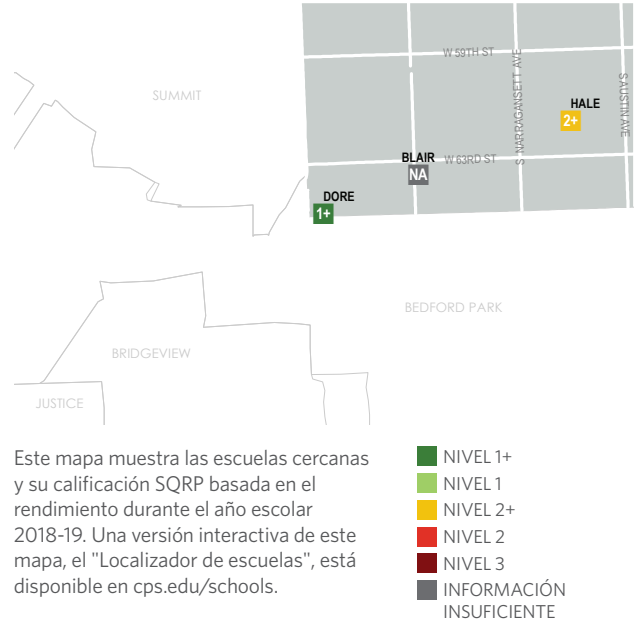 W 59TH ST
S NARRAGANSETT AVE
S AUSTIN AVE
SUMMIT
HALE
2+
BLAIR
W 63RD ST
NA
DORE
1+
BEDFORD PARK
BRIDGEVIEW
JUSTICE
Este mapa muestra las escuelas cercanas
y su calificación SQRP basada en el
rendimiento durante el año escolar
2018-19. Una versión interactiva de este
mapa, el "Localizador de escuelas", está
disponible en cps.edu/schools.
NIVEL 1+
NIVEL 1
NIVEL 2+
NIVEL 2
NIVEL 3
INFORMACIÓN
INSUFICIENTE